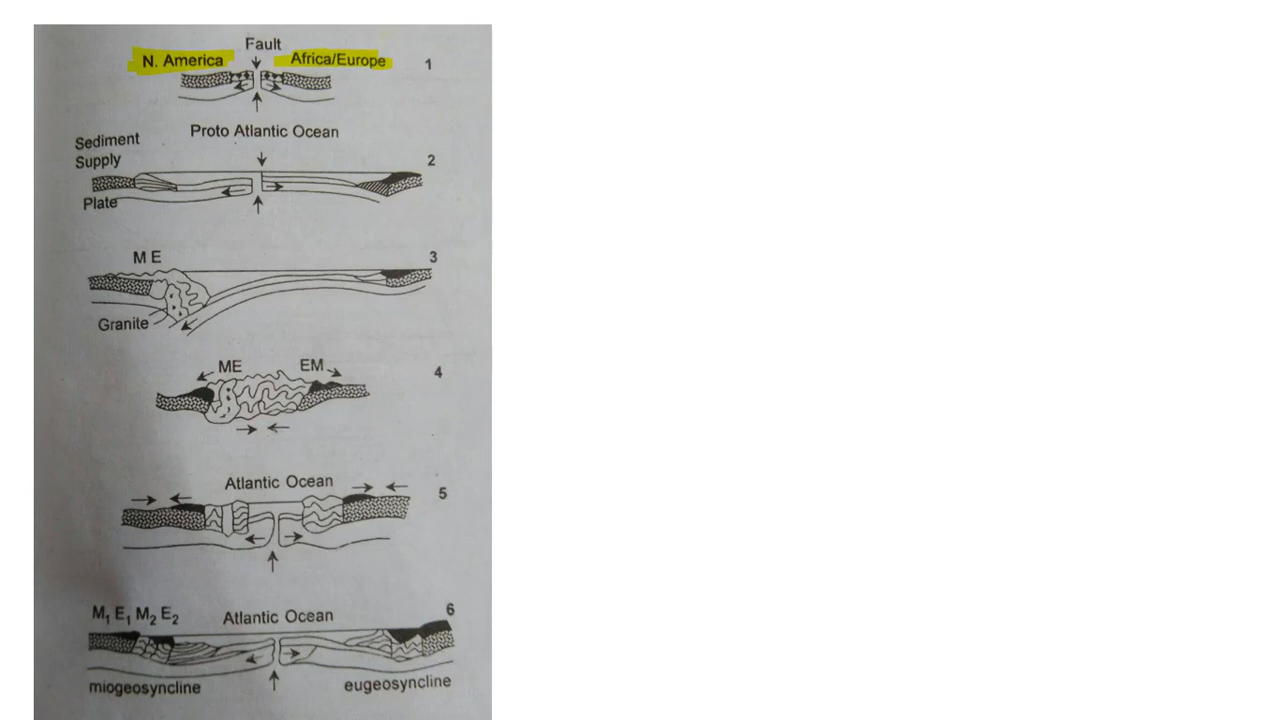 Fault
N. America Africa/Europe 1
Proto Atlantic Ocean
Sediment
Supply
2
Plate
M E 3
Granite
ME EM 4
Atlantic Ocean 5
M₁ E₁ M₂ E₂ Atlantic Ocean 6
miogeosyncline eugeosyncline